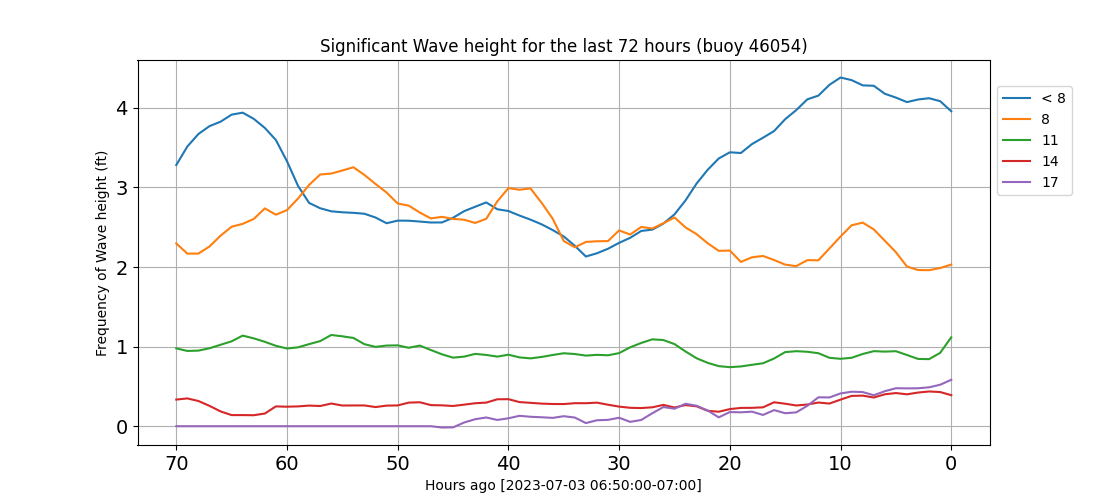 Significant Wave height for the last 72 hours (buoy 46054)
Frequency of Wave height (ft)
4
3
2
1
0
70 60 50 40 30 20 10 0
Hours ago [2023-07-03 06:50:00-07:00]
< 8
8
11
14
17